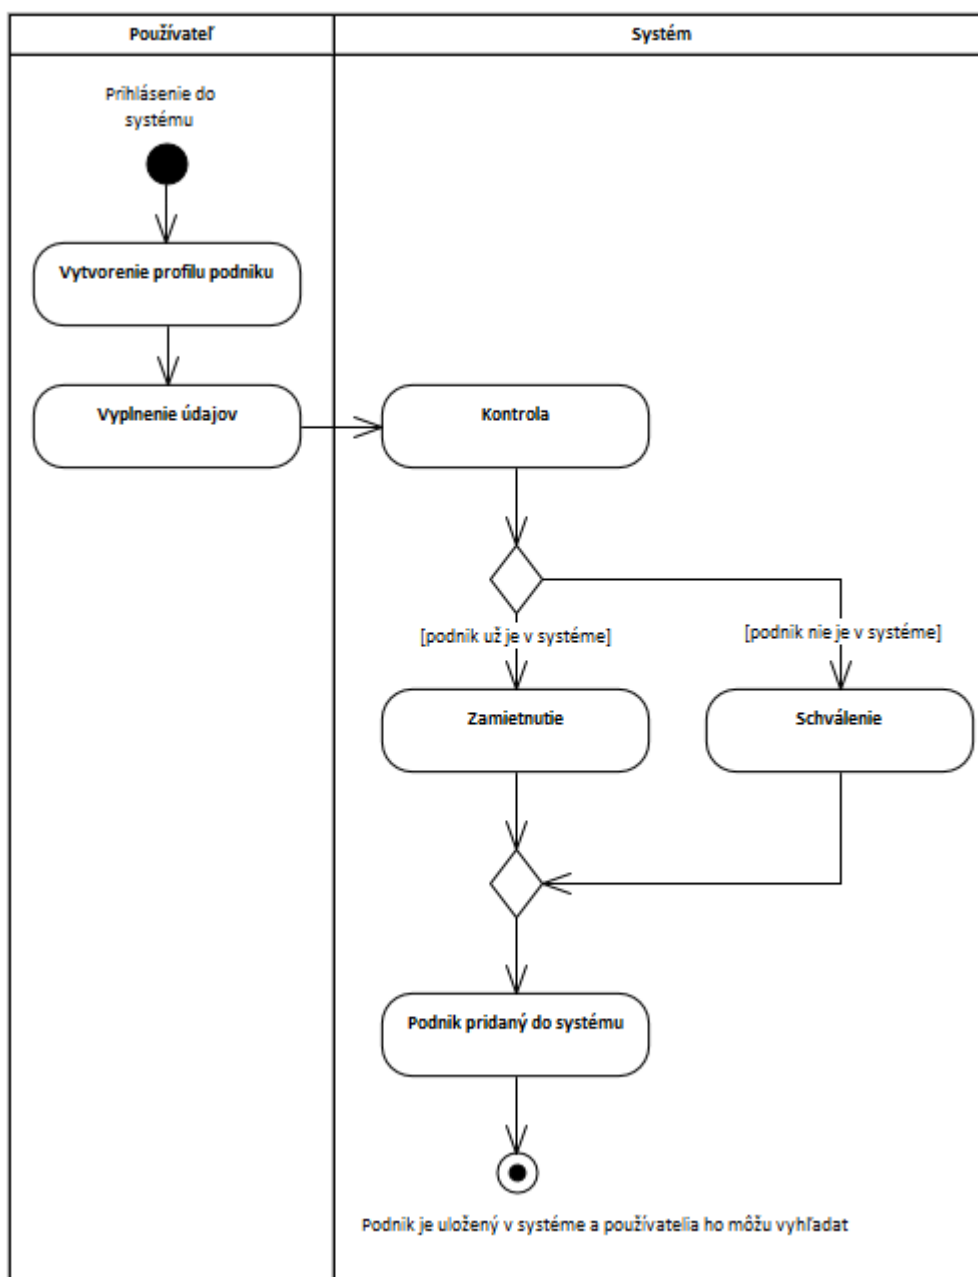 Používateľ
Systém
Prihlásenie do
systému
Vytvorenie profilu podniku
Vyplnenie údajov
Kontrola
[podnik už je v systéme]
[podnik nie je v systéme]
Zamietnutie
Schválenie
Podnik pridaný do systému
Podnik je uložený v systéme a používatelia ho môžu vyhľadat